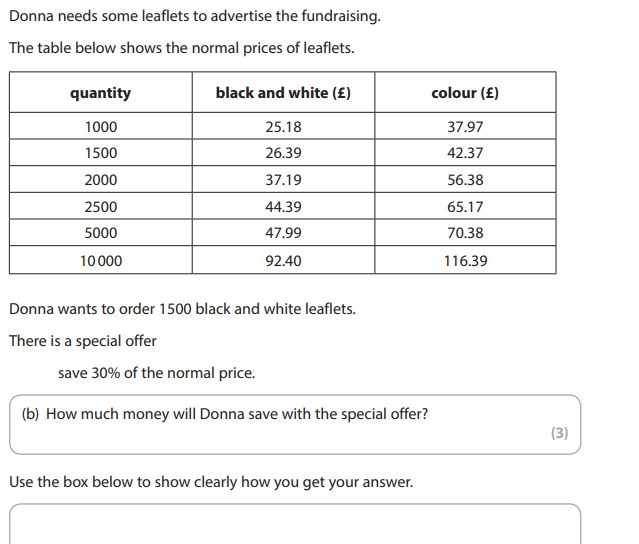 Donna needs some leaflets to advertise the fundraising.
The table below shows the normal prices of leaflets.
quantity black and white (£) colour (£)
1000 25.18 37.97
1500 26.39 42.37
2000 37.19 56.38
2500 44.39 65.17
5000 47.99 70.38
10 000 92.40 116.39
Donna wants to order 1500 black and white leaflets.
There is a special offer
save 30% of the normal price.
(b) How much money will Donna save with the special offer?
(3)
Use the box below to show clearly how you get your answer.